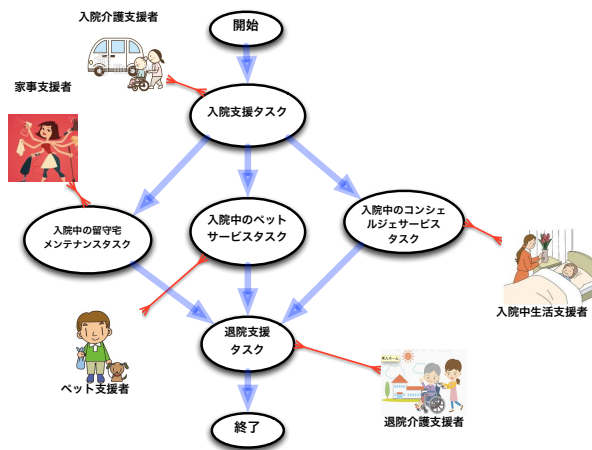 入院介護支援者
開始
家事支援者
入院支援タスク
入院中の留守宅
メンテナンスタスク
入院中のペット
サービスタスク
入院中のコンシェ
ルジェサービス
タスク
入院中生活支援者
退院支援
タスク
老人ホーム
ペット支援者
退院介護支援者
終了